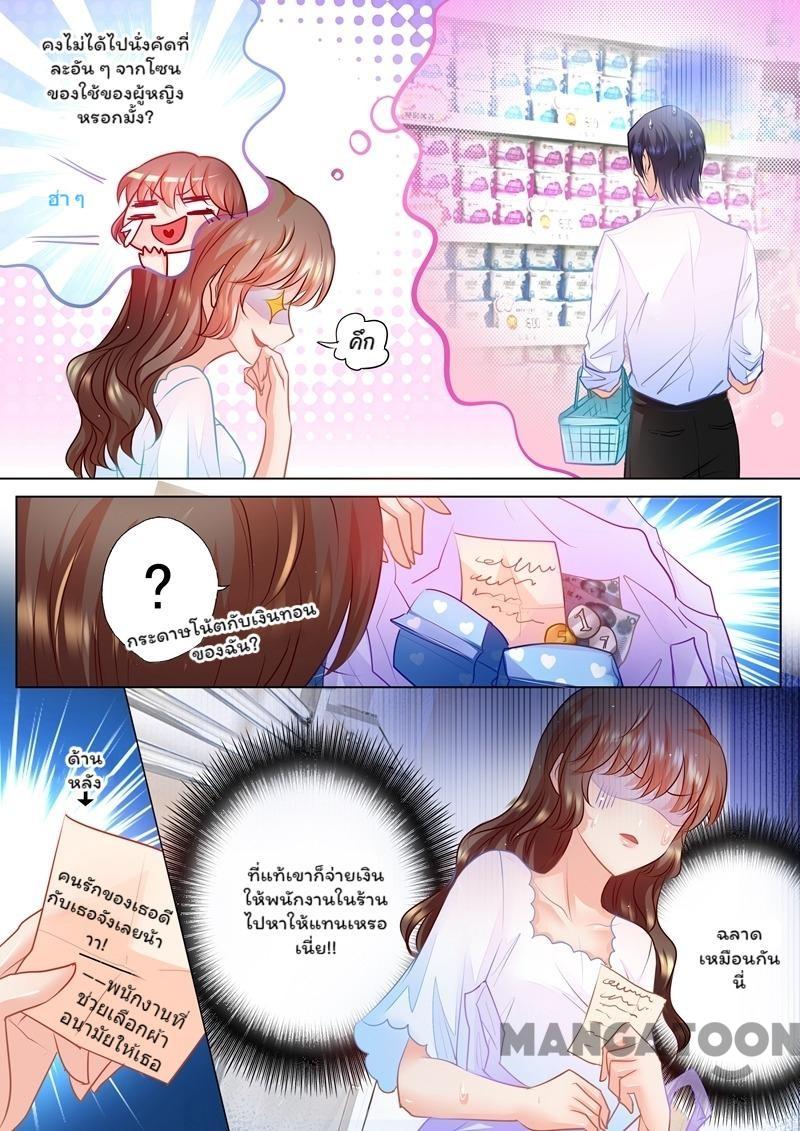 คงไม่ได้ไปนั่งคัดที่
ละอัน ๆ จากโซน
ของใช้ของผู้หญิง
หรอกมั้ง?
ฮ่า ๆ
คึก
?
กระดาษโน้ตกับเงินทอน
ของฉัน?
ด้าน
หลัง
คนรักของเธอดี
กับเธอจังเลยน้า
าา!
——พนักงานที่
ช่วยเลือกผ้า
อนามัยให้เธอ
ที่แท้เขาก็จ่ายเงิน
ให้พนักงานในร้าน
ไปหาให้แทนเหรอ
เนี่ย!!
ฉลาด
เหมือนกัน
นี่
MANGATOON